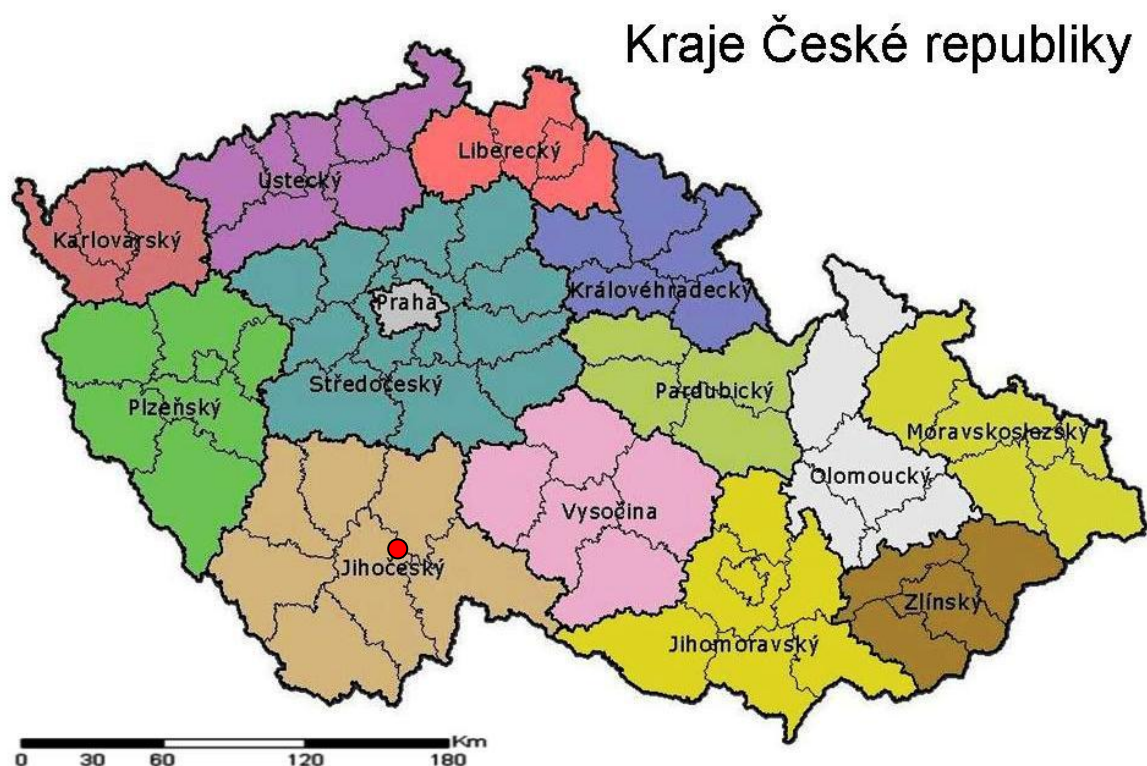 Kraje České republiky
Liberecký
Ústecký
Karlovarský
Praha
Královéhradecký
Středočeský
Pardubický
Plzeňský
Moravskoslezský
Olomoucký
Vysočina
Jihočeský
Zlínský
Jihomoravský
Km
0 30 60 120 180